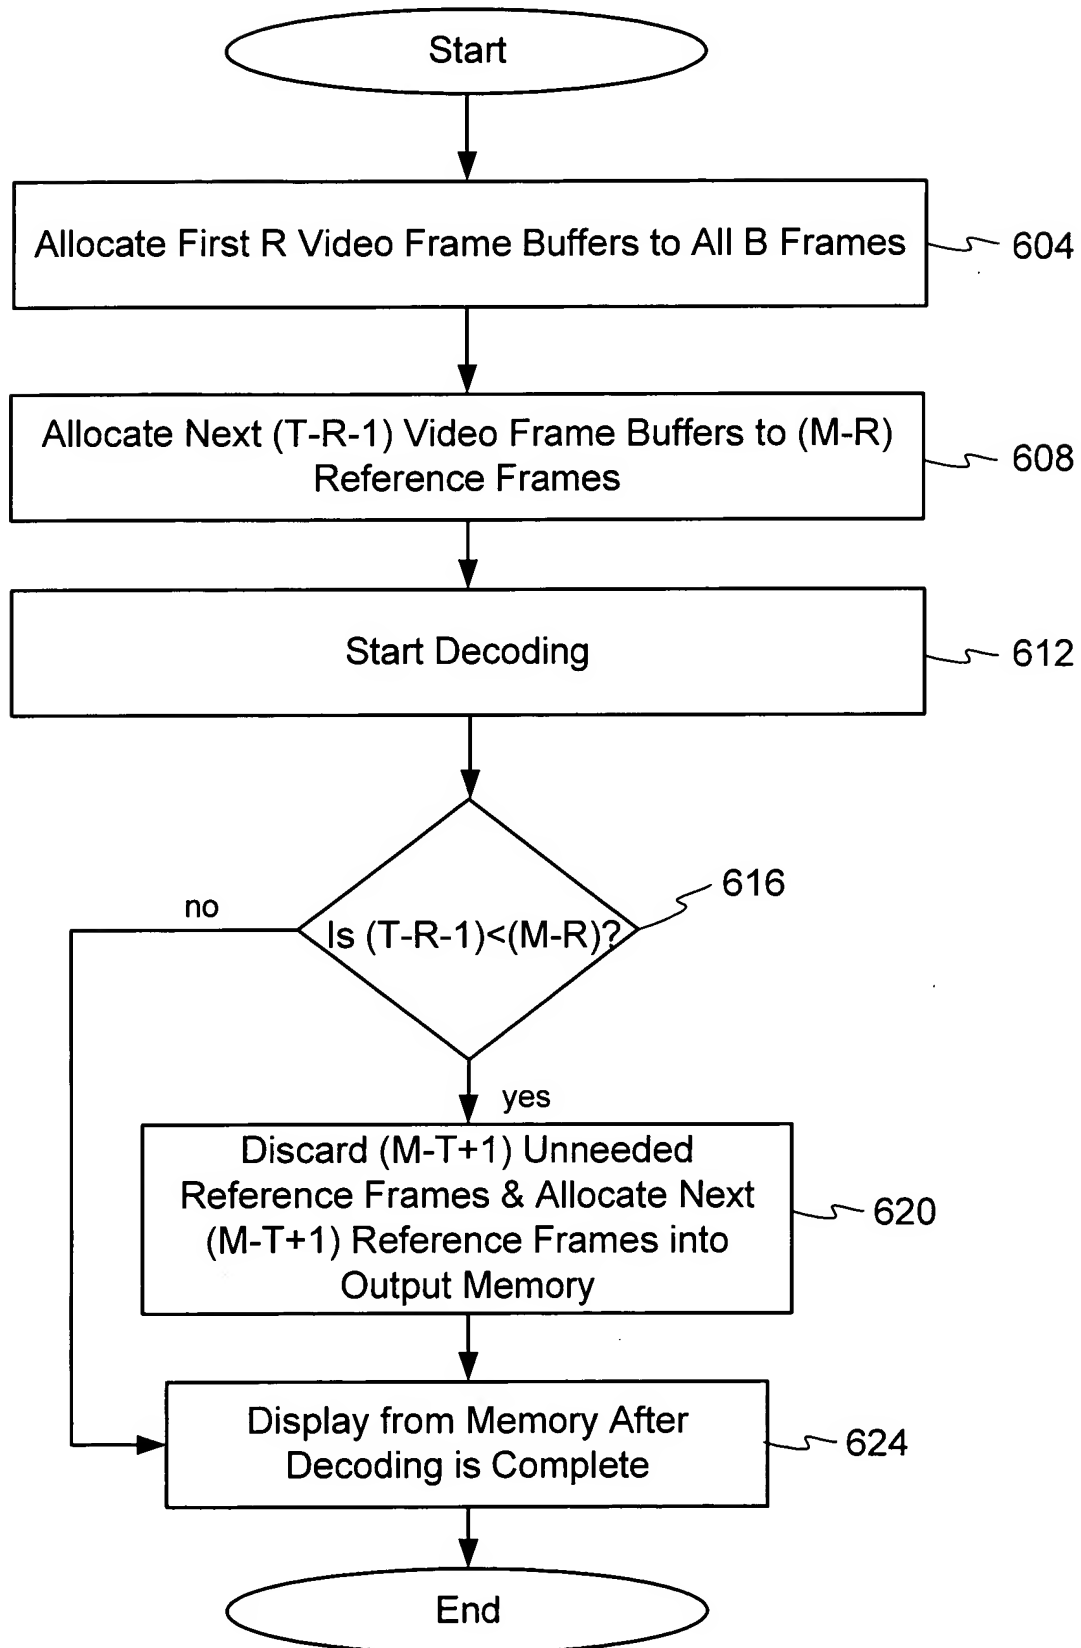 Start
Allocate First R Video Frame Buffers to All B Frames
604
Allocate Next (T-R-1) Video Frame Buffers to (M-R)
Reference Frames
608
Start Decoding
612
616
no
Is (T-R-1)<(M-R)?
yes
Discard (M-T+1) Unneeded
Reference Frames & Allocate Next
(M-T+1) Reference Frames into
Output Memory
620
Display from Memory After
Decoding is Complete
624
End